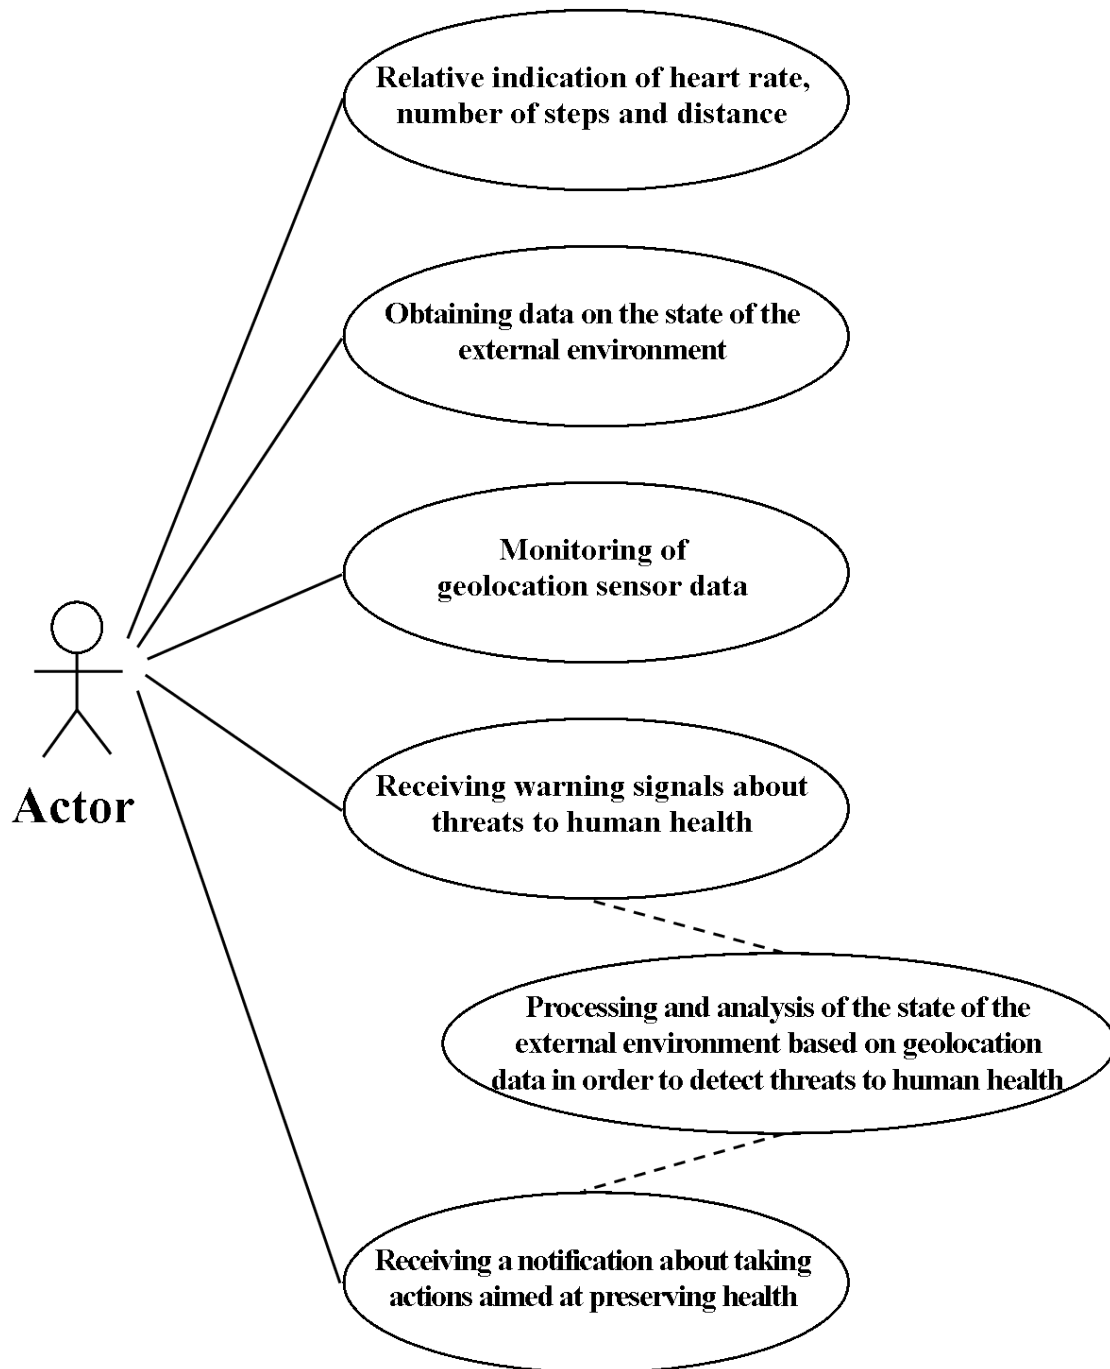 Relative indication of heart rate,
number of steps and distance
Obtaining data on the state of the
external environment
Monitoring of
geolocation sensor data
Actor
Receiving warning signals about
threats to human health
Processing and analysis of the state of the
external environment based on geolocation
data in order to detect threats to human health
Receiving a notification about taking
actions aimed at preserving health